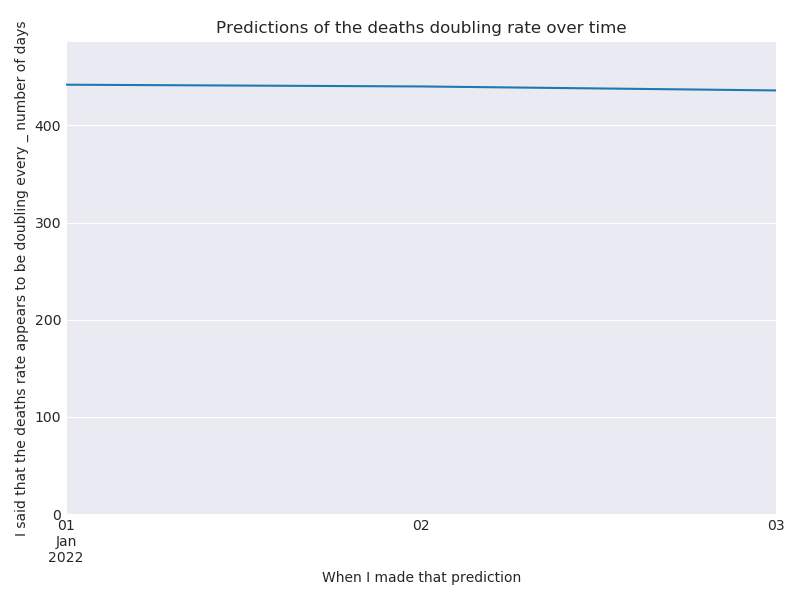 Predictions of the deaths doubling rate over time
I said that the deaths rate appears to be doubling every _ number of days
400
300
200
100
0
01
Jan
2022
02
03
When I made that prediction